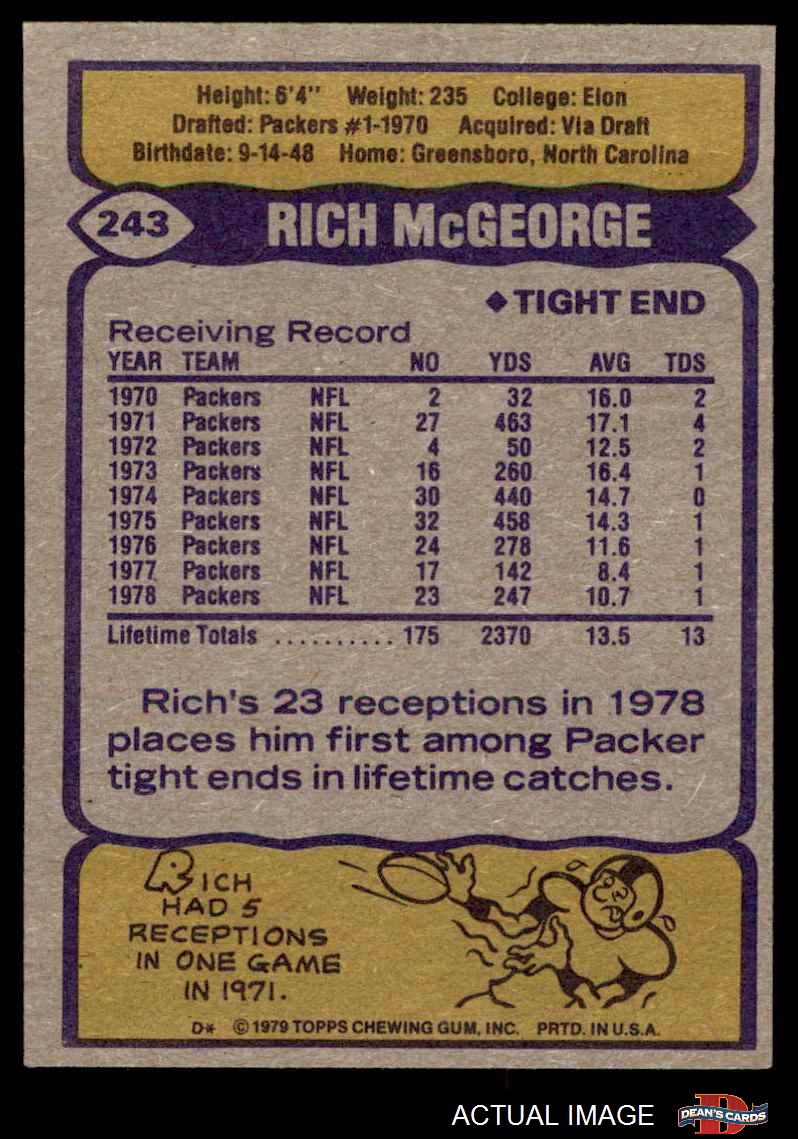 Height: 6'4" Weight: 235 College: Elon
Drafted: Packers #1-1970 Acquired: Via Draft
Birthdate: 9-14-48 Home: Greensboro, North Carolina
243 RICH McGEORGE
◆TIGHT END
Receiving Record
YEAR TEAM NO YDS AVG TDS
1970 Packers NFL 2 32 16.0 2
1971 Packers NFL 27 463 17.1 4
1972 Packers NFL 4 50 12.5 2
1973 Packers NFL 16 260 16.4 1
1974 Packers NFL 30 440 14.7 0
1975 Packers NFL 32 458 14.3 1
1976 Packers NFL 24 278 11.6 1
1977 Packers NFL 17 142 8.4 1
1978 Packers NFL 23 247 10.7 1
Lifetime Totals .......... 175 2370 13.5 13
Rich's 23 receptions in 1978
places him first among Packer
tight ends in lifetime catches.
RICH
HAD 5
RECEPTIONS
IN ONE GAME
IN 1971.
D* © 1979 TOPPS CHEWING GUM, INC. PRTD. IN U.S.A.
ACTUAL IMAGE D DEAN'S CARDS